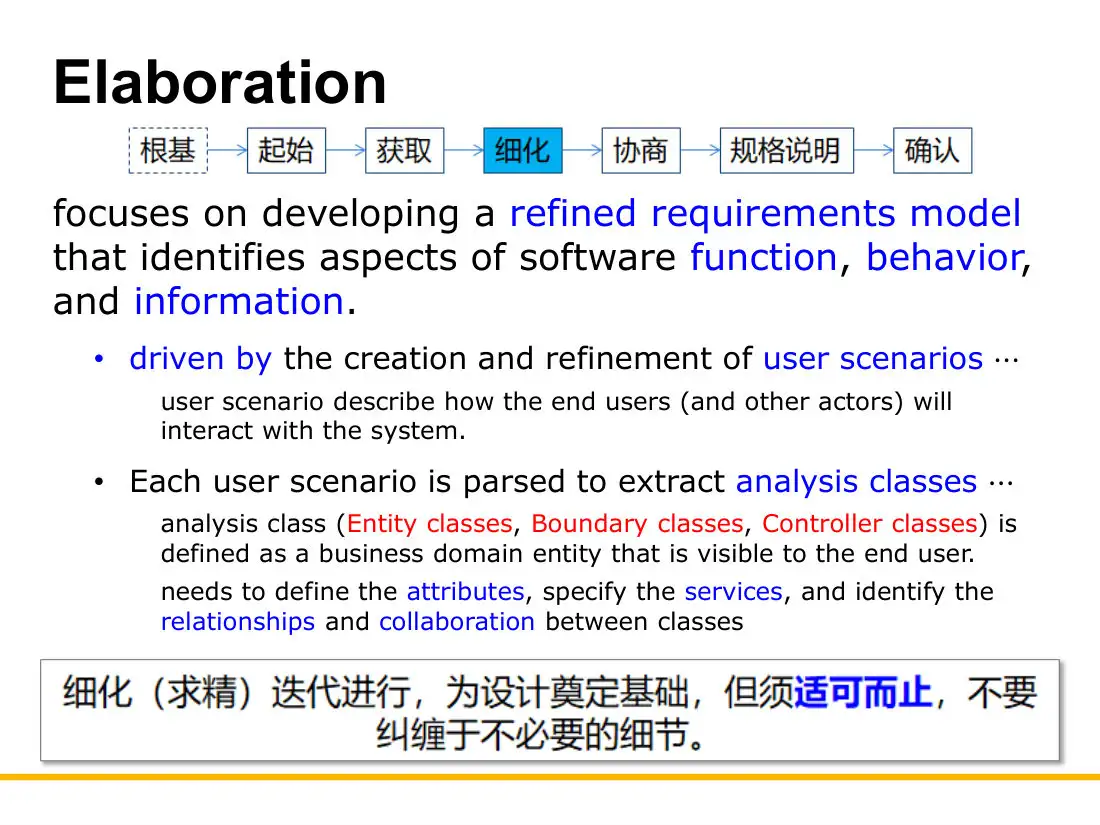 Elaboration
根基 起始 获取 细化 协商 规格说明 确认
focuses on developing a refined requirements model
that identifies aspects of software function, behavior,
and information.
• driven by the creation and refinement of user scenarios ⋯
user scenario describe how the end users (and other actors) will
interact with the system.
• Each user scenario is parsed to extract analysis classes ⋯
analysis class (Entity classes, Boundary classes, Controller classes) is
defined as a business domain entity that is visible to the end user.
needs to define the attributes, specify the services, and identify the
relationships and collaboration between classes
细化（求精）迭代进行，为设计奠定基础，但须适可而止，不要
纠缠于不必要的细节。